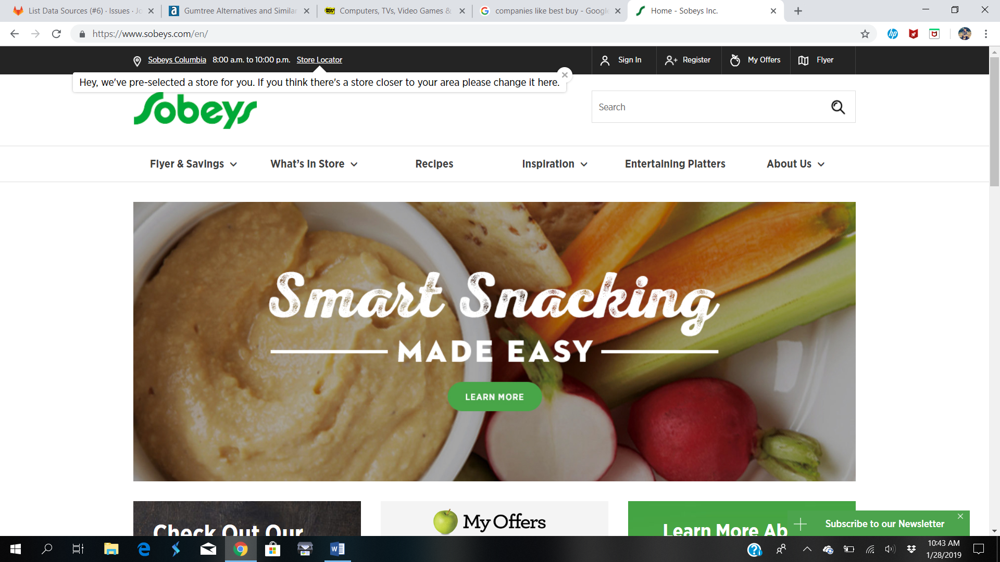 List Data Sources (#6) · Issues · Jo
Gumtree Alternatives and Similar
Computers, TVs, Video Games &
companies like best buy - Google
Home - Sobeys Inc.
https://www.sobeys.com/en/
Sobeys Columbia 8:00 a.m. to 10:00 p.m. Store Locator
Sign In
Register
My Offers
Flyer
Hey, we've pre-selected a store for you. If you think there's a store closer to your area please change it here.
Sobeys
Search
Flyer & Savings
What's In Store
Recipes
Inspiration
Entertaining Platters
About Us
Smart Snacking
MADE EASY
LEARN MORE
Check Out Our
My Offers
Learn More Ab
Subscribe to our Newsletter
10:43 AM
1/28/2019